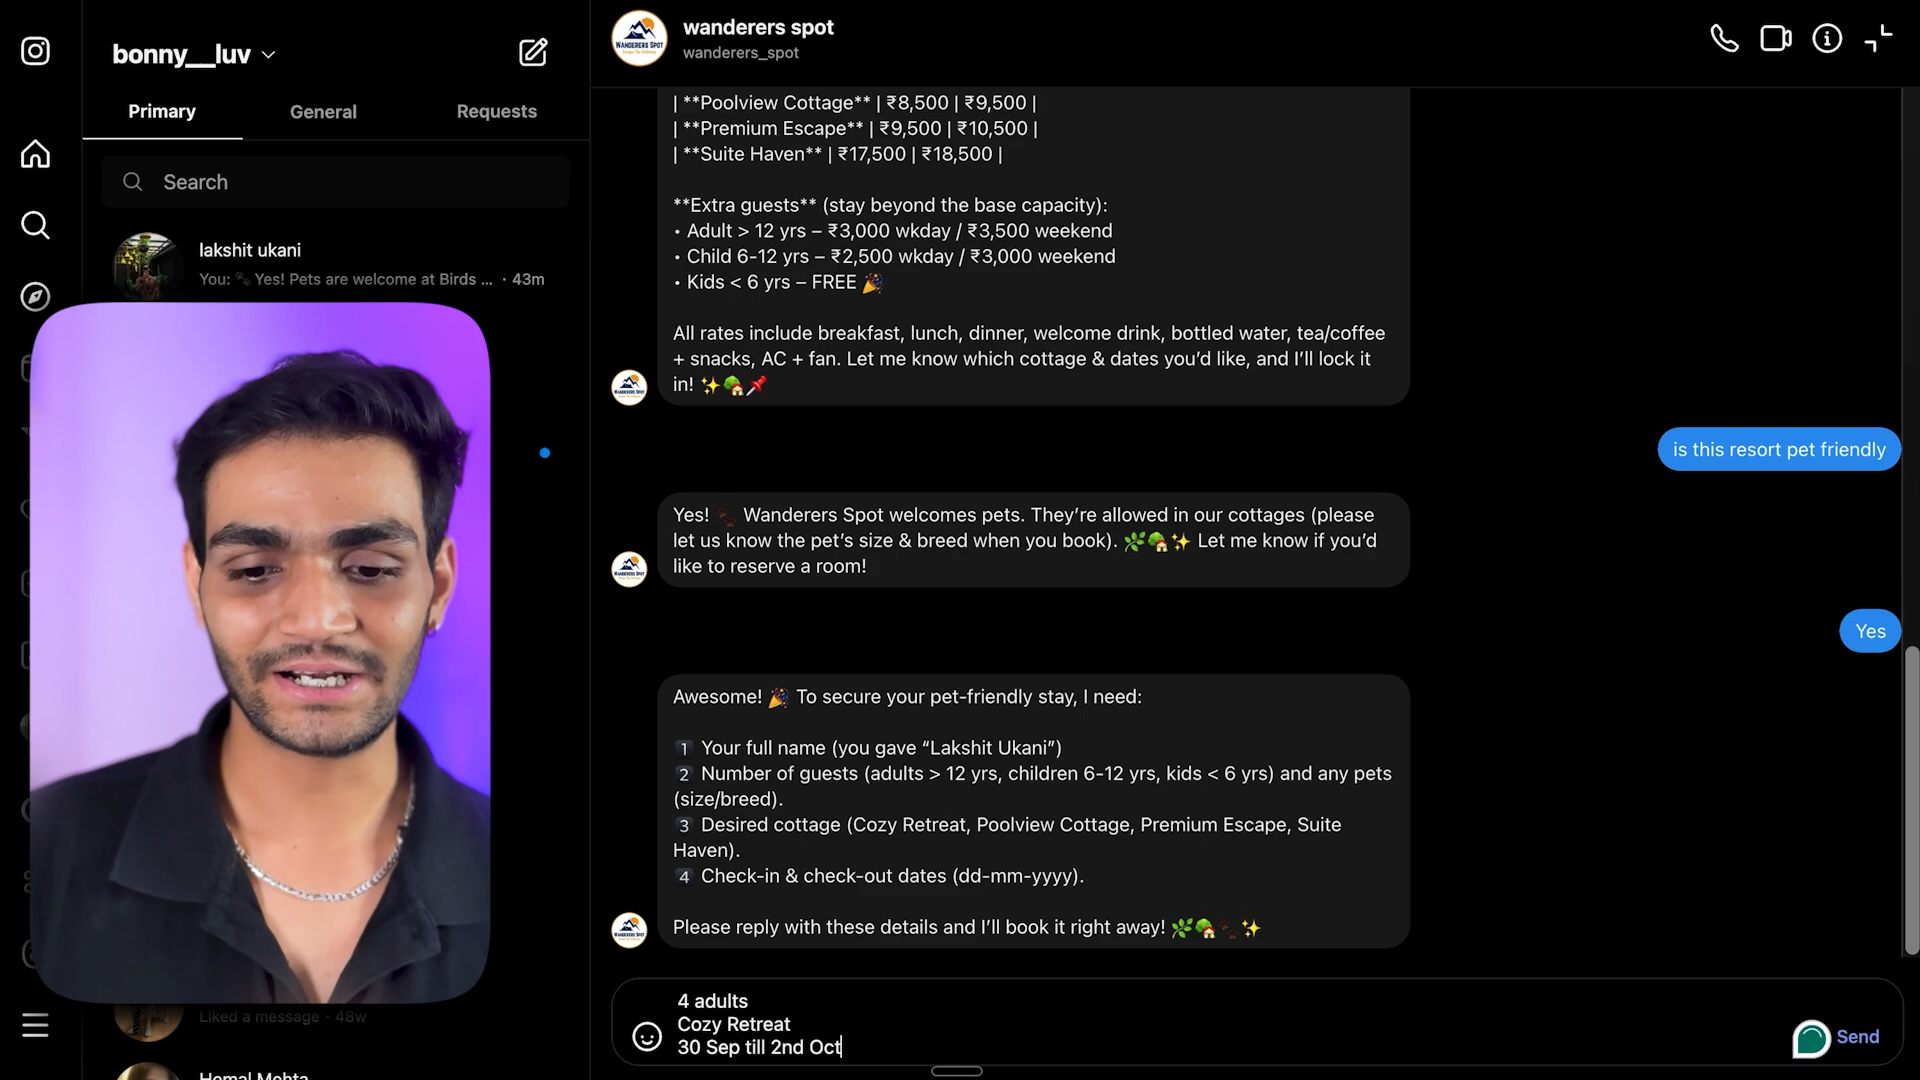 bonny__luv
Primary
General
Requests
Search
lakshit ukani
You: 🐾 Yes! Pets are welcome at Birds ... · 43m
Liked a message · 48w
Hemal Mehta
WANDERERS SPOT
wanderers spot
wanderers_spot
| **Poolview Cottage** | ₹8,500 | ₹9,500 |
| **Premium Escape** | ₹9,500 | ₹10,500 |
| **Suite Haven** | ₹17,500 | ₹18,500 |
**Extra guests** (stay beyond the base capacity):
• Adult > 12 yrs – ₹3,000 wkday / ₹3,500 weekend
• Child 6-12 yrs – ₹2,500 wkday / ₹3,000 weekend
• Kids < 6 yrs – FREE 🎉
All rates include breakfast, lunch, dinner, welcome drink, bottled water, tea/coffee
+ snacks, AC + fan. Let me know which cottage & dates you’d like, and I’ll lock it
in! ✨🏡📌
is this resort pet friendly
Yes! 🐾 Wanderers Spot welcomes pets. They’re allowed in our cottages (please
let us know the pet’s size & breed when you book). 🌿🏡✨ Let me know if you’d
like to reserve a room!
Yes
Awesome! 🎉 To secure your pet-friendly stay, I need:
1 Your full name (you gave “Lakshit Ukani”)
2 Number of guests (adults > 12 yrs, children 6-12 yrs, kids < 6 yrs) and any pets
(size/breed).
3 Desired cottage (Cozy Retreat, Poolview Cottage, Premium Escape, Suite
Haven).
4 Check-in & check-out dates (dd-mm-yyyy).
Please reply with these details and I’ll book it right away! 🌿🏡🐾✨
4 adults
Cozy Retreat
30 Sep till 2nd Oct
Send